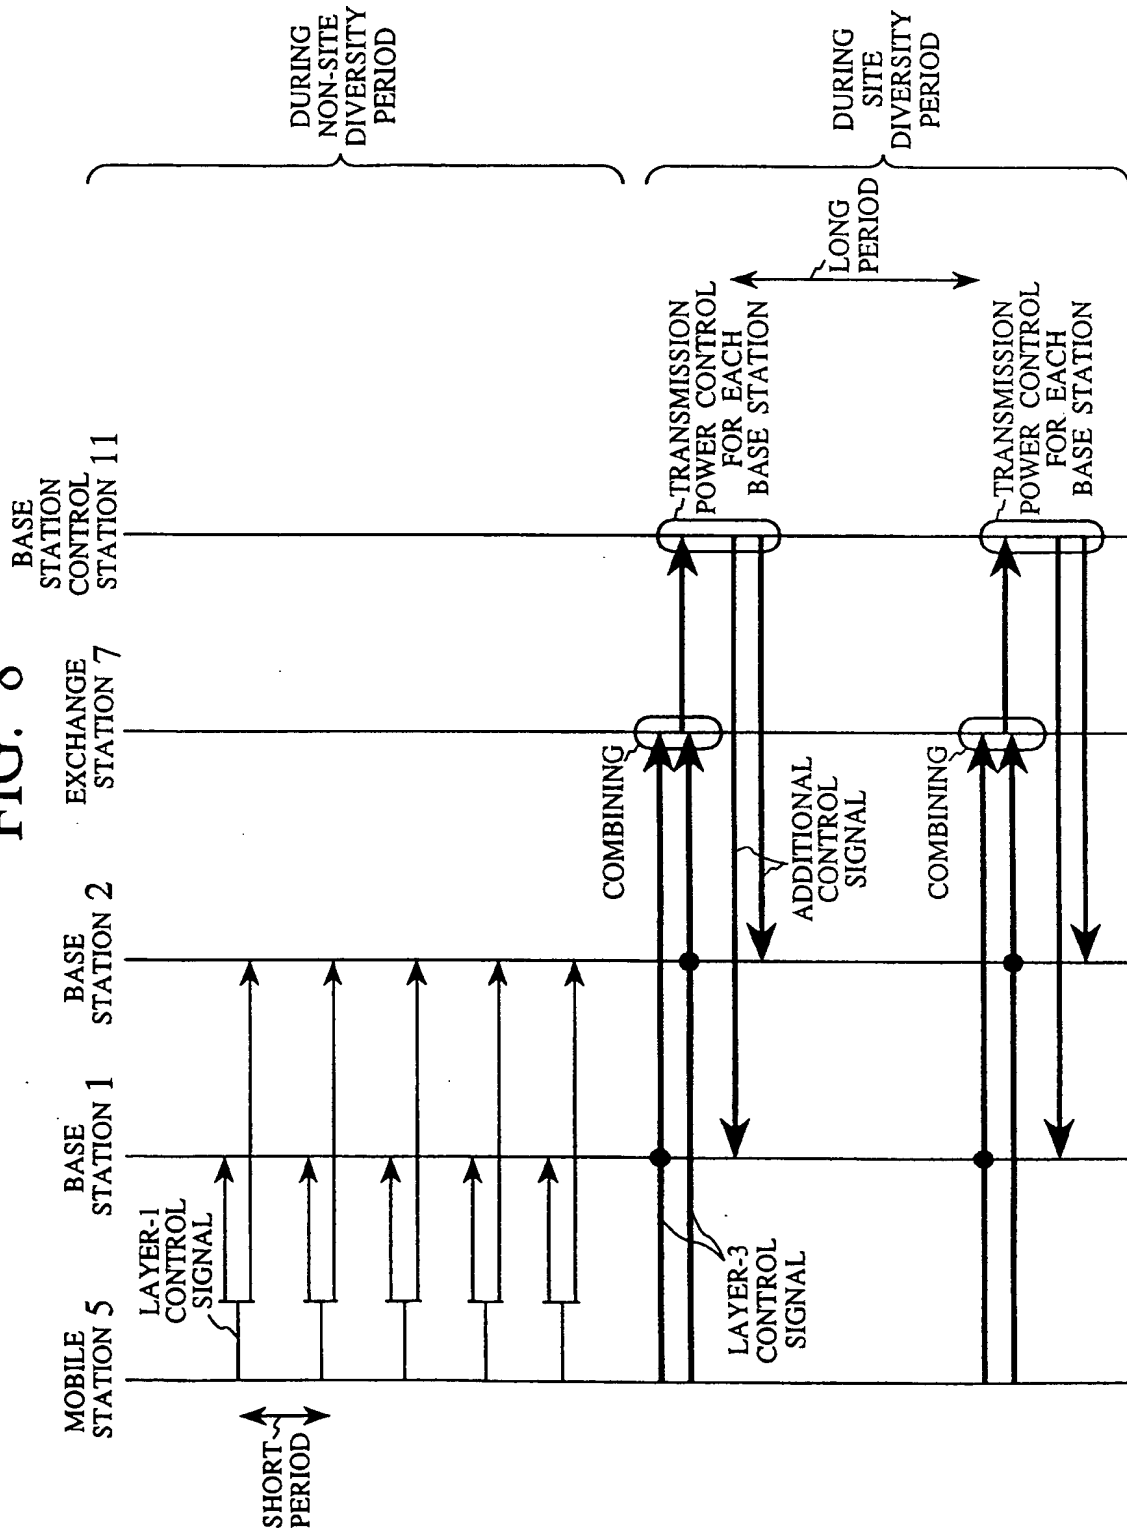 FIG. 8
MOBILE
STATION 5
BASE
STATION 1
BASE
STATION 2
EXCHANGE
STATION 7
BASE
STATION
CONTROL
STATION 11
SHORT
PERIOD
LAYER-1
CONTROL
SIGNAL
DURING
NON-SITE
DIVERSITY
PERIOD
LAYER-3
CONTROL
SIGNAL
COMBINING
ADDITIONAL
CONTROL
SIGNAL
TRANSMISSION
POWER CONTROL
FOR EACH
BASE STATION
LONG
PERIOD
DURING
SITE
DIVERSITY
PERIOD
COMBINING
TRANSMISSION
POWER CONTROL
FOR EACH
BASE STATION